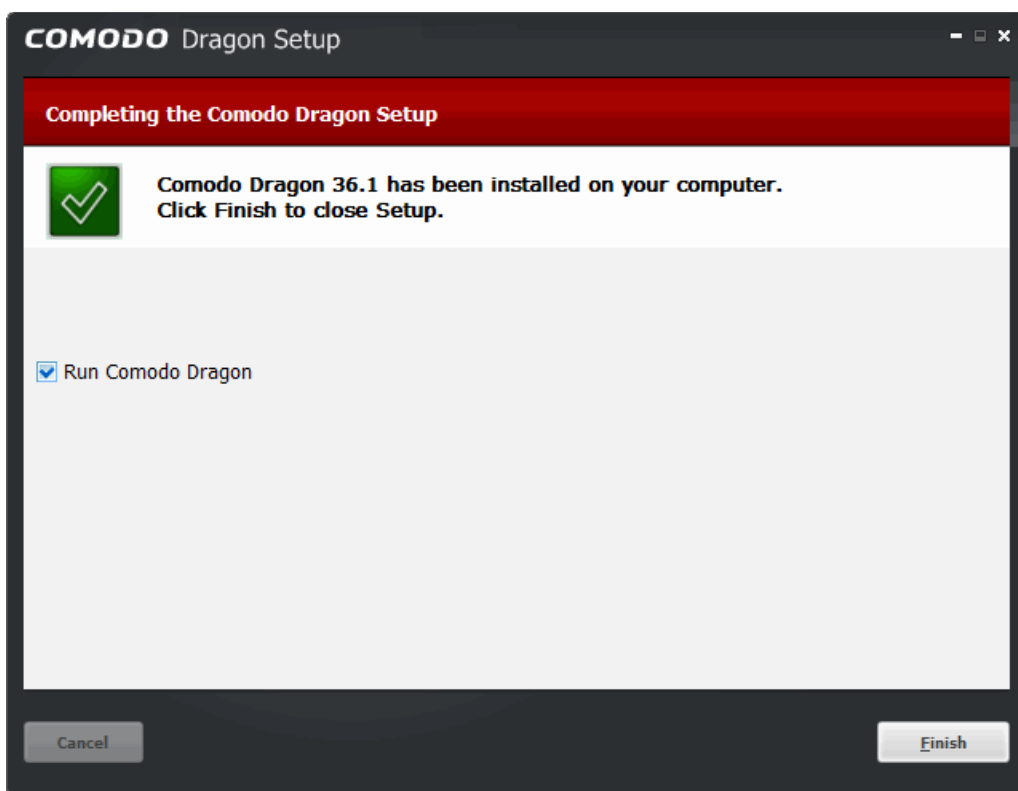 COMODO Dragon Setup
Completing the Comodo Dragon Setup
Comodo Dragon 36.1 has been installed on your computer.
Click Finish to close Setup.
Run Comodo Dragon
Cancel
Finish